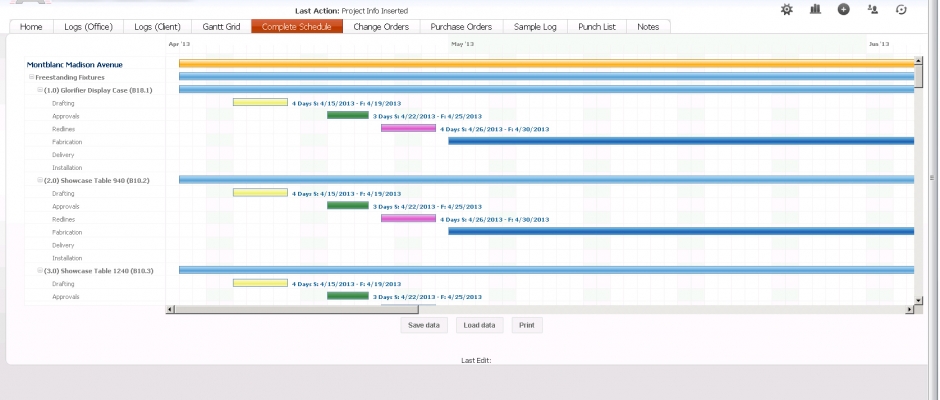 Last Action: Project Info Inserted
Home Logs (Office) Logs (Client) Gantt Grid Complete Schedule Change Orders Purchase Orders Sample Log Punch List Notes
Apr '13 May '13 Jun '13
Montblanc Madison Avenue
Freestanding Fixtures
(1.0) Glorifier Display Case (B18.1)
Drafting 4 Days S: 4/15/2013 - F: 4/19/2013
Approvals 3 Days S: 4/22/2013 - F: 4/25/2013
Redlines 4 Days S: 4/26/2013 - F: 4/30/2013
Fabrication
Delivery
Installation
(2.0) Showcase Table 940 (B10.2)
Drafting 4 Days S: 4/15/2013 - F: 4/19/2013
Approvals 3 Days S: 4/22/2013 - F: 4/25/2013
Redlines 4 Days S: 4/26/2013 - F: 4/30/2013
Fabrication
Delivery
Installation
(3.0) Showcase Table 1240 (B10.3)
Drafting 4 Days S: 4/15/2013 - F: 4/19/2013
Approvals 3 Days S: 4/22/2013 - F: 4/25/2013
Save data Load data Print
Last Edit: